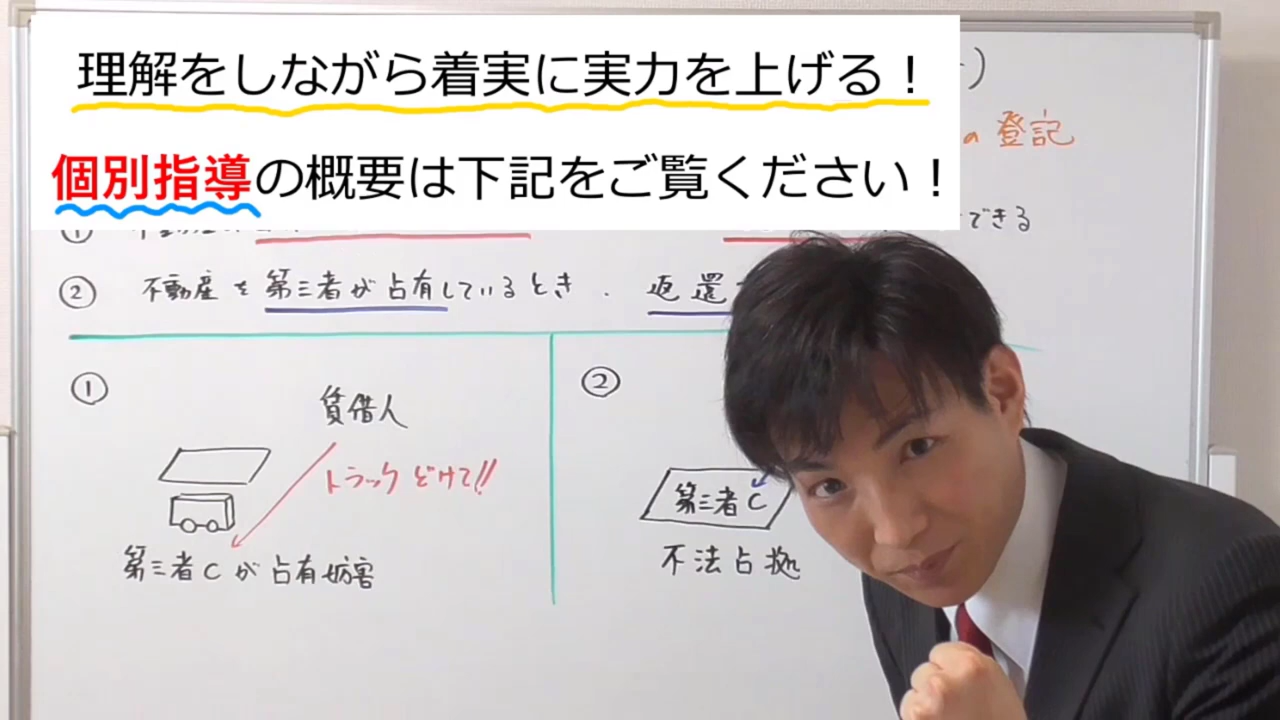 理解をしながら着実に実力を上げる！
個別指導の概要は下記をご覧ください！
の 登記
① できる
② 不動産を第三者が占有しているとき. 返還
① ②
賃借人
トラックどけて!!
第三者C
第三者Cが占有妨害
不法占拠